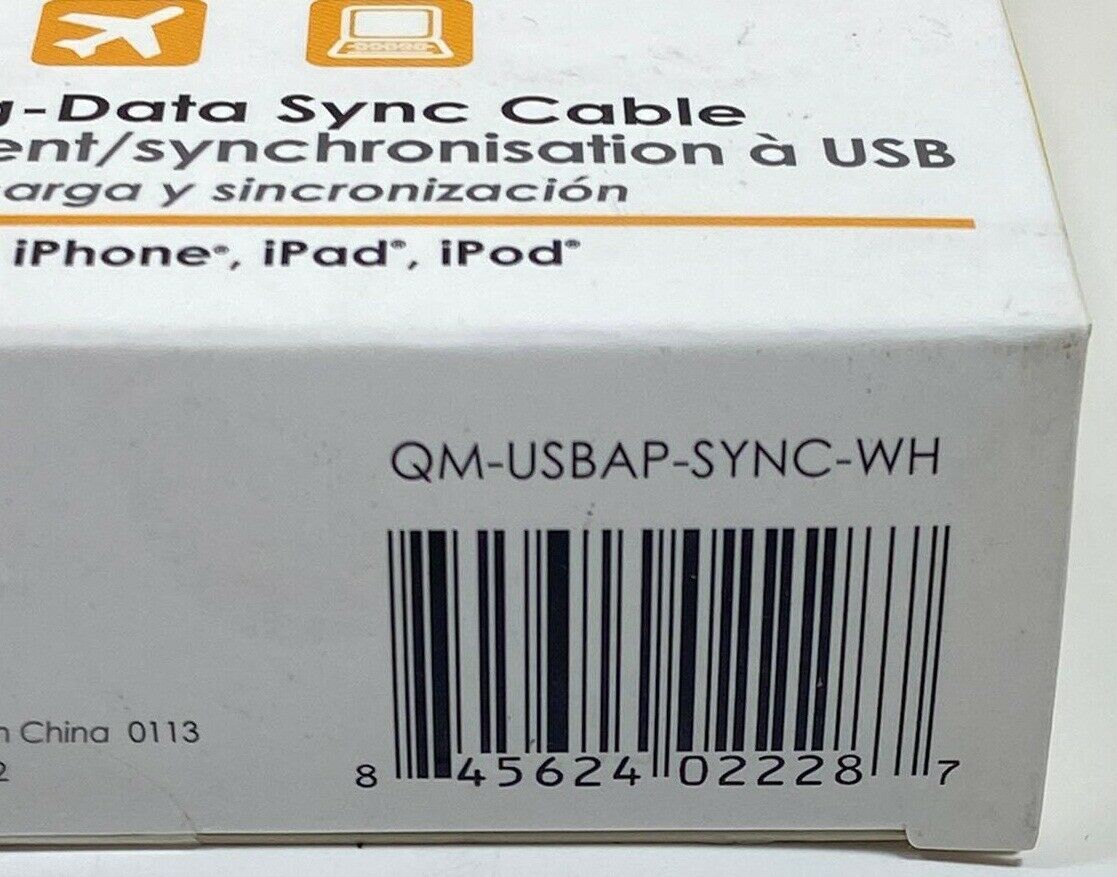 -Data Sync Cable
ent/synchronisation à USB
arga y sincronización
iPhone®, iPad®, iPod®
QM-USBAP-SYNC-WH
n China 0113
2
8 45624 02228 7